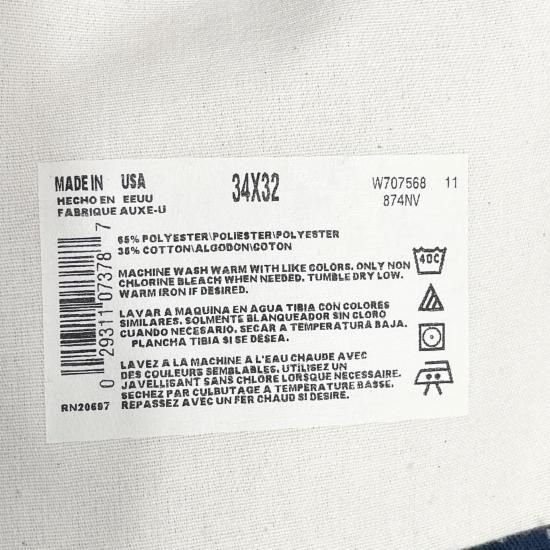 MADE IN USA
HECHO EN EEUU
FABRIQUE AUXE-U
34X32
W707568 11
874NV
65% POLYESTER\POLIESTER\POLYESTER
35% COTTON\ALGODON\COTON
MACHINE WASH WARM WITH LIKE COLORS. ONLY NON
CHLORINE BLEACH WHEN NEEDED. TUMBLE DRY LOW.
WARM IRON IF DESIRED.
LAVAR A MAQUINA EN AGUA TIBIA CON COLORES
SIMILARES. SOLMENTE BLANQUEADOR SIN CLORO
CUANDO NECESARIO. SECAR A TEMPERATURA BAJA.
PLANCHA TIBIA SI SE DESEA.
LAVEZ A LA MACHINE A L'EAU CHAUDE AVEC
DES COULEURS SEMBLABLES. UTILISEZ UN
JAVELLISANT SANS CHLORE LORSQUE NECESSAIRE.
SECHEZ PAR CULBUTAGE A TEMPERATURE BASSE.
REPASSEZ AVEC UN FER CHAUD SI DESIRE.
40C
0 29311 07378 7
RN20697